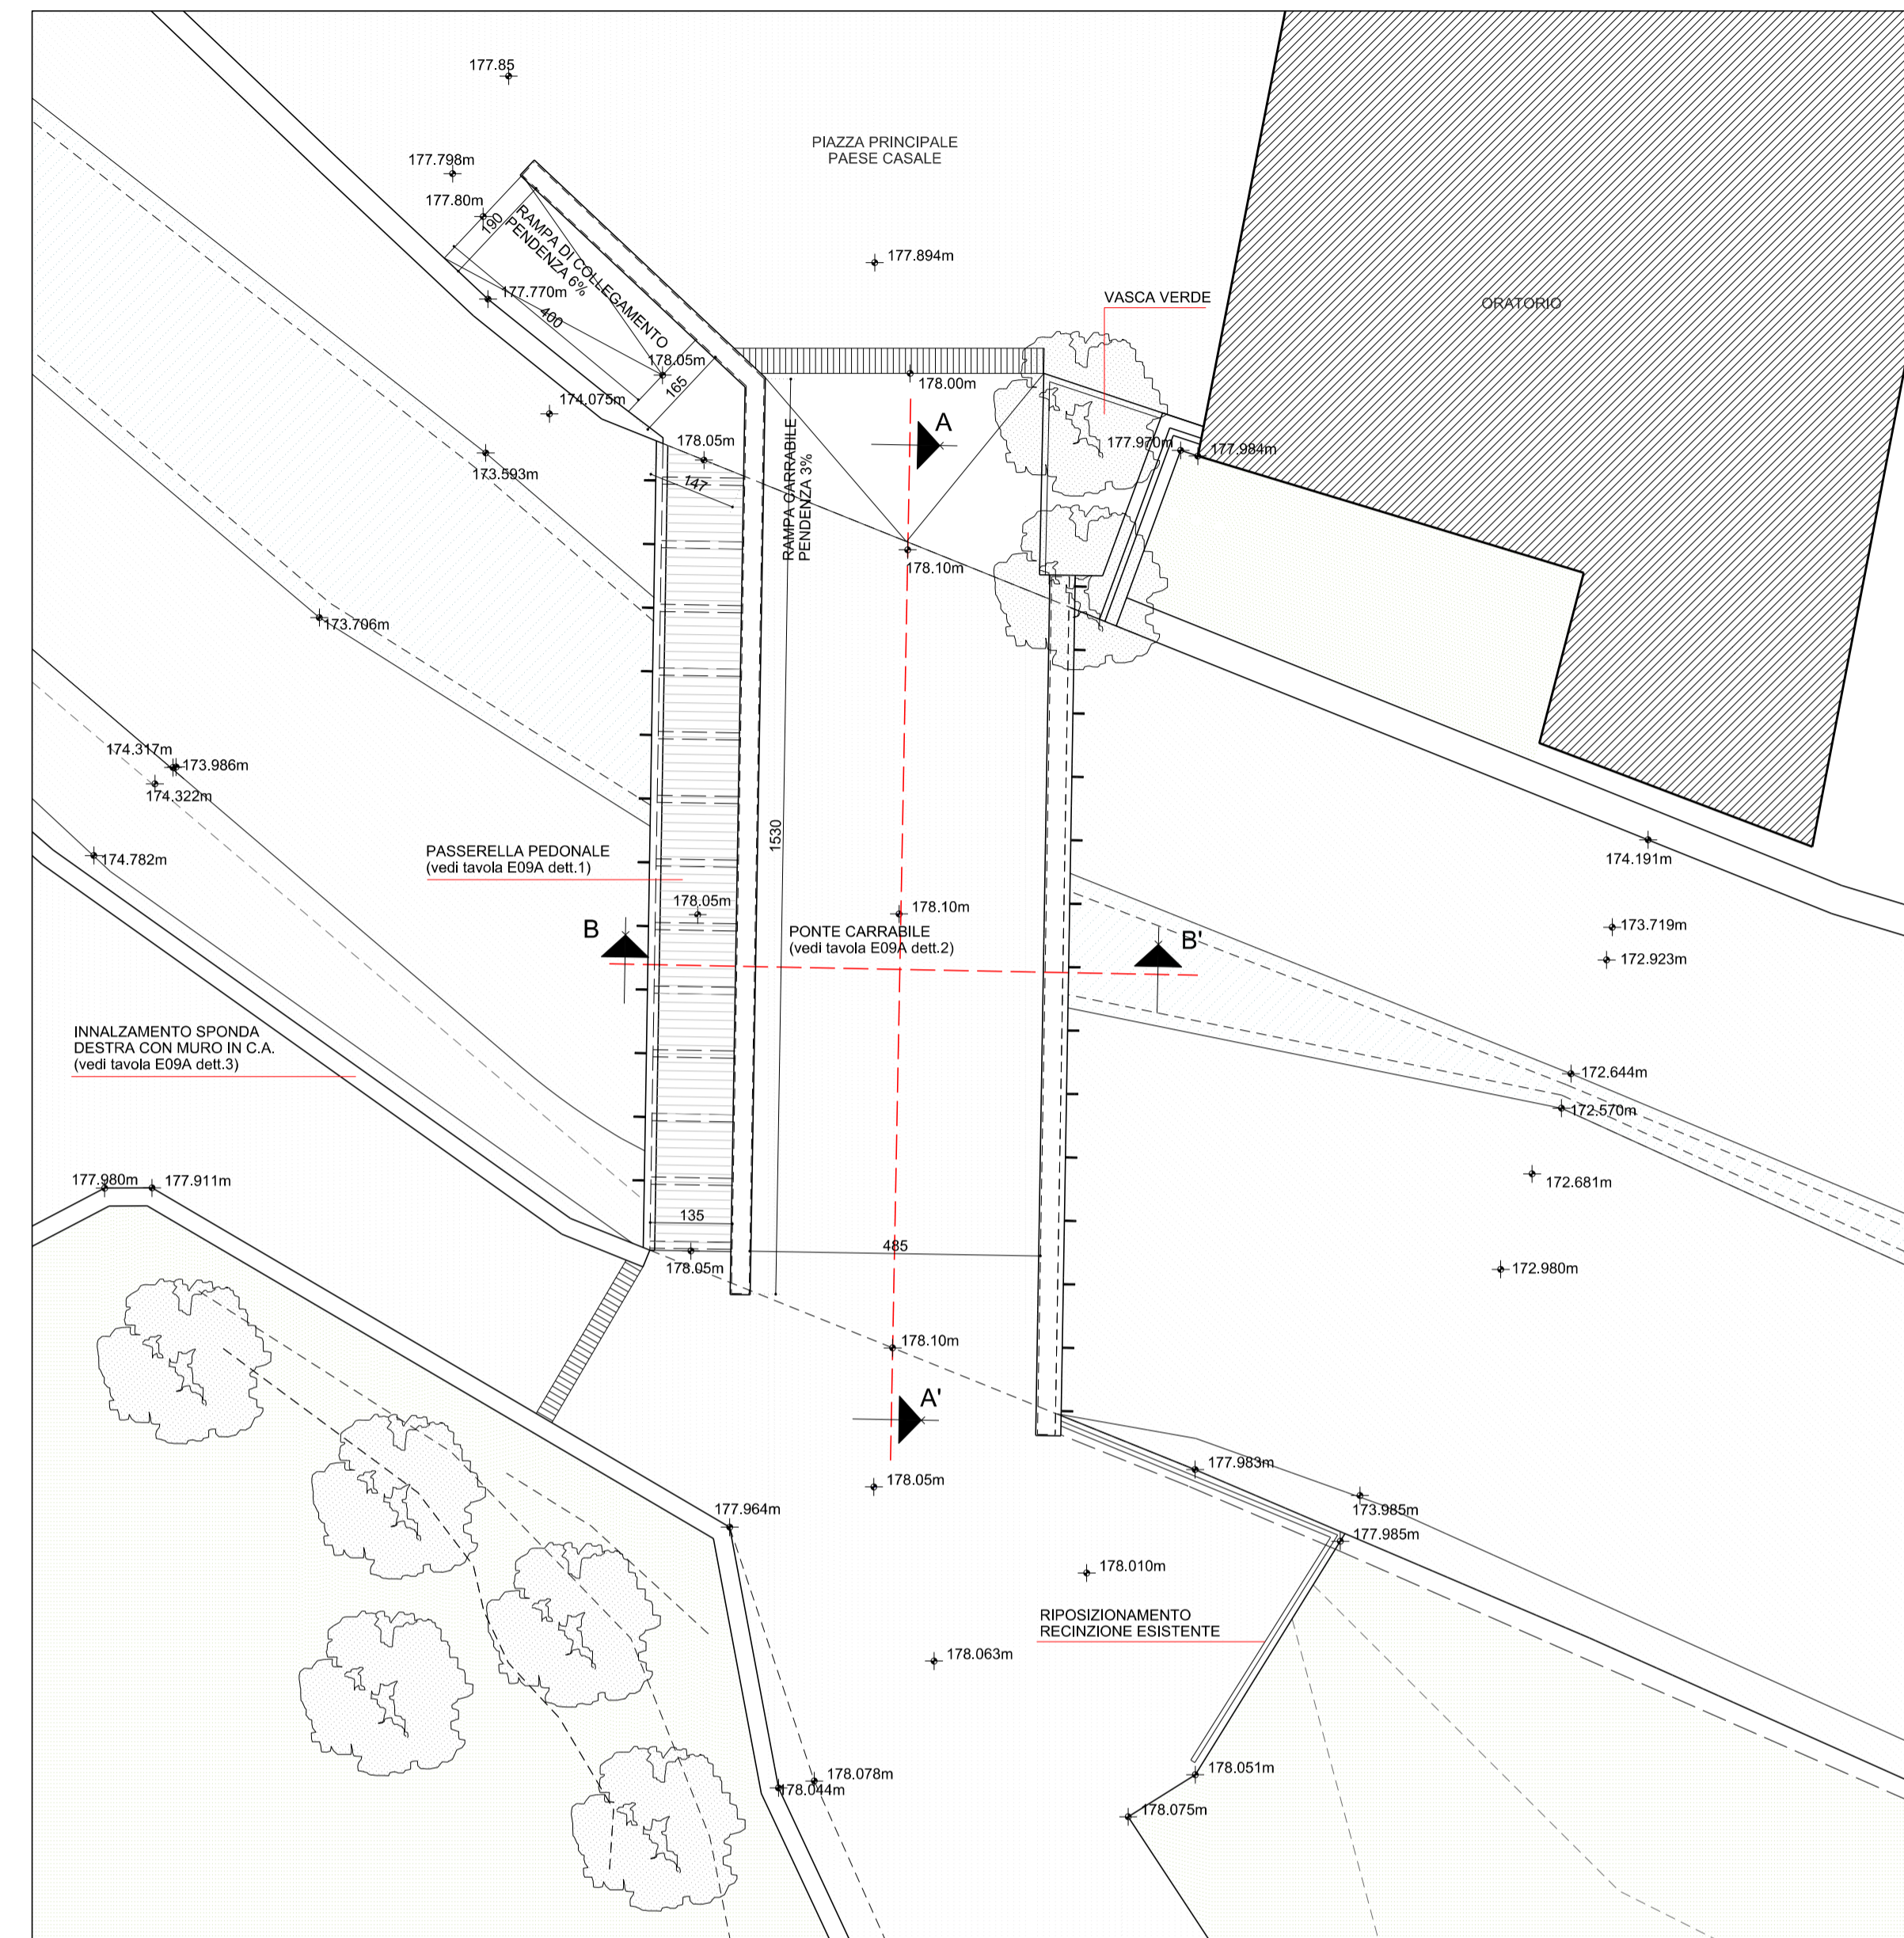 177.85
PIAZZA PRINCIPALE
PAESE CASALE
177.798m
177.80m
190
RAMPA DI COLLEGAMENTO
PENDENZA 6%
177.894m
177.770m
400
VASCA VERDE
ORATORIO
178.05m
165
178.00m
174.075m
A
178.05m
177.970m
177.984m
173.593m
147
RAMPA CARRABILE
PENDENZA 3%
178.10m
173.706m
174.317m
173.986m
174.322m
1530
PASSERELLA PEDONALE
(vedi tavola E09A dett.1)
174.782m
174.191m
178.05m
178.10m
173.719m
B
PONTE CARRABILE
(vedi tavola E09A dett.2)
B'
172.923m
INNALZAMENTO SPONDA
DESTRA CON MURO IN C.A.
(vedi tavola E09A dett.3)
172.644m
172.570m
177.980m
177.911m
172.681m
135
485
178.05m
172.980m
178.10m
A'
177.983m
178.05m
177.964m
173.985m
177.985m
178.010m
RIPOSIZIONAMENTO
RECINZIONE ESISTENTE
178.063m
178.051m
178.078m
178.044m
178.075m